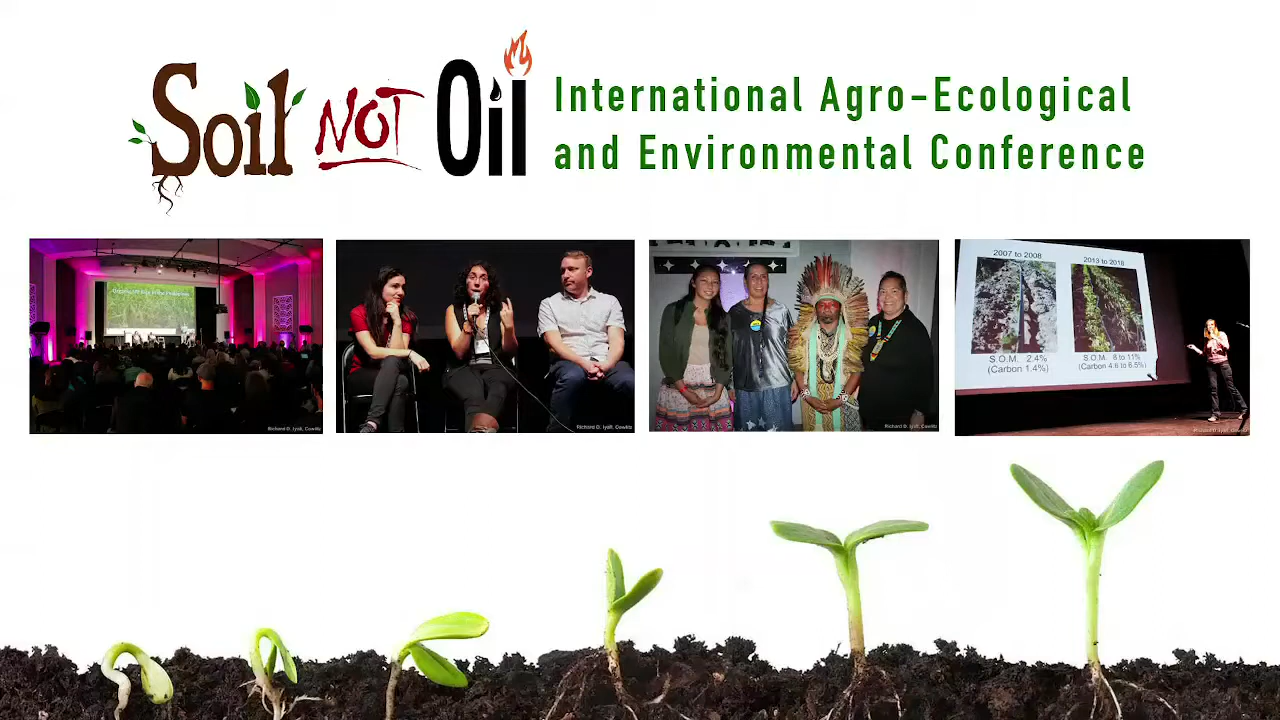 Soil NOT Oil
International Agro-Ecological
and Environmental Conference
2007 to 2008
2013 to 2018
S.O.M. 2.4%
(Carbon 1.4%)
S.O.M. 8 to 11%
(Carbon 4.6 to 6.5%)